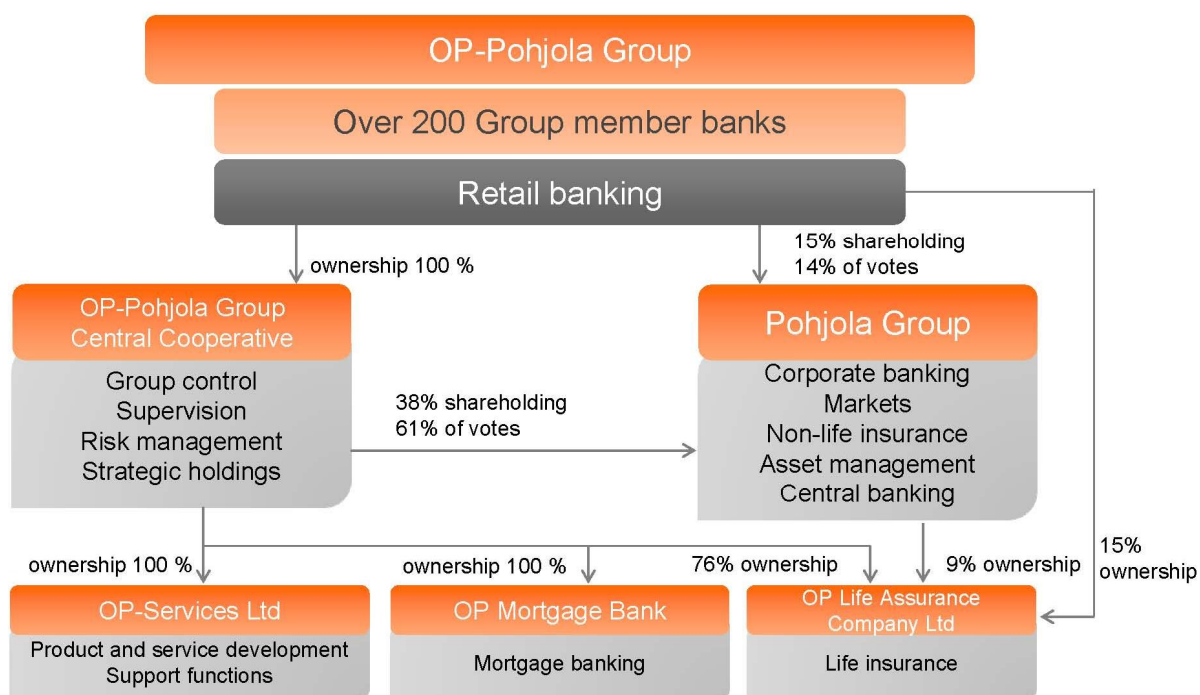 OP-Pohjola Group
Over 200 Group member banks
Retail banking
ownership 100 %
15% shareholding
14% of votes
OP-Pohjola Group
Central Cooperative
Group control
Supervision
Risk management
Strategic holdings
38% shareholding
61% of votes
Pohjola Group
Corporate banking
Markets
Non-life insurance
Asset management
Central banking
ownership 100 %
ownership 100 %
76% ownership
9% ownership
15%
ownership
OP-Services Ltd
Product and service development
Support functions
OP Mortgage Bank
Mortgage banking
OP Life Assurance
Company Ltd
Life insurance